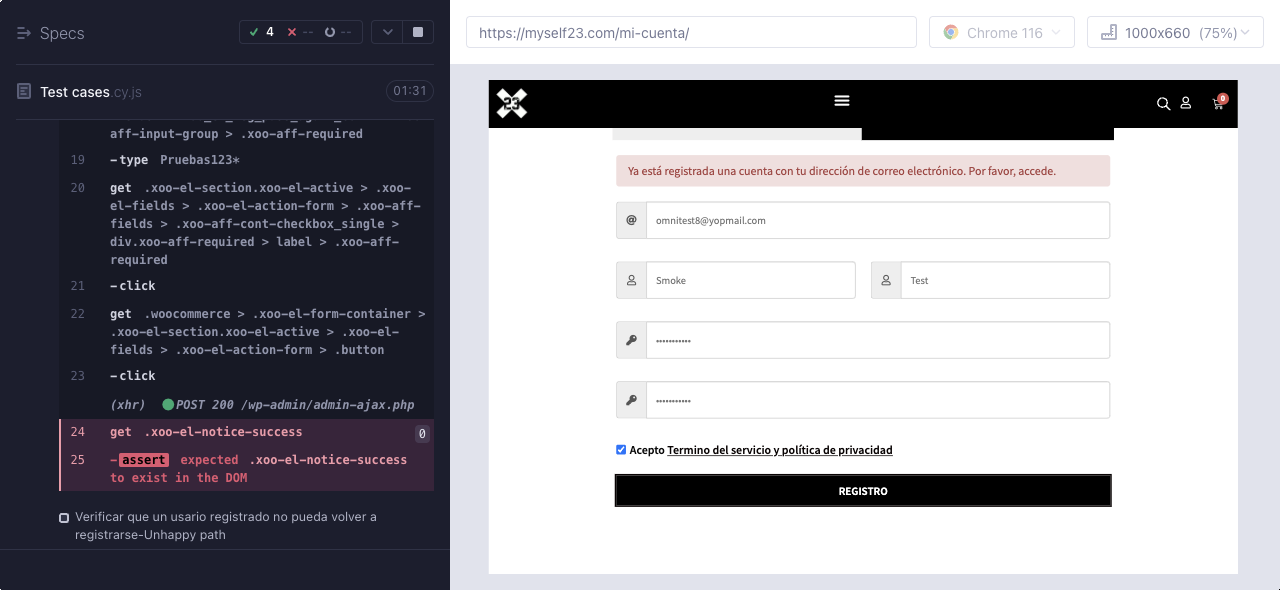 Specs
4
--
--
https://myself23.com/mi-cuenta/
Chrome 116
1000x660 (75%)
Test cases.cy.js
01:31
aff-input-group > .xoo-aff-required
19 -type Pruebas123*
20 get .xoo-el-section.xoo-el-active > .xoo-
el-fields > .xoo-el-action-form > .xoo-aff-
fields > .xoo-aff-cont-checkbox_single >
div.xoo-aff-required > label > .xoo-aff-
required
21 -click
22 get .woocommerce > .xoo-el-form-container >
.xoo-el-section.xoo-el-active > .xoo-el-
fields > .xoo-el-action-form > .button
23 -click
(xhr) POST 200 /wp-admin/admin-ajax.php
24 get .xoo-el-notice-success 0
25 -assert expected .xoo-el-notice-success
to exist in the DOM
Verificar que un usario registrado no pueda volver a
registrarse-Unhappy path
23
0
Ya está registrada una cuenta con tu dirección de correo electrónico. Por favor, accede.
@ omnitest8@yopmail.com
Smoke
Test
•••••••••••
•••••••••••
Acepto Termino del servicio y política de privacidad
REGISTRO